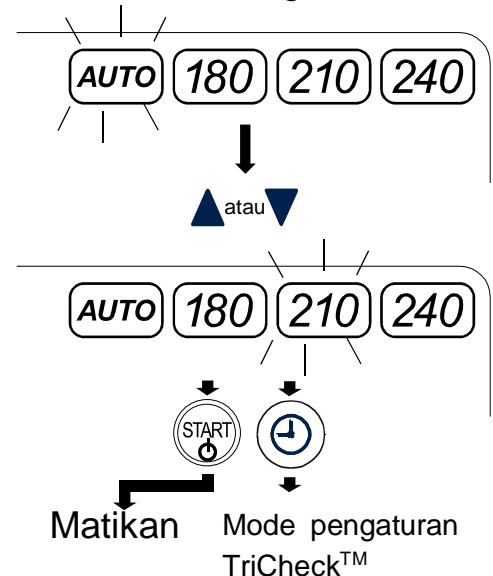 AUTO 180 210 240
atau
AUTO 180 210 240
START
Matikan
Mode pengaturan
TriCheck™